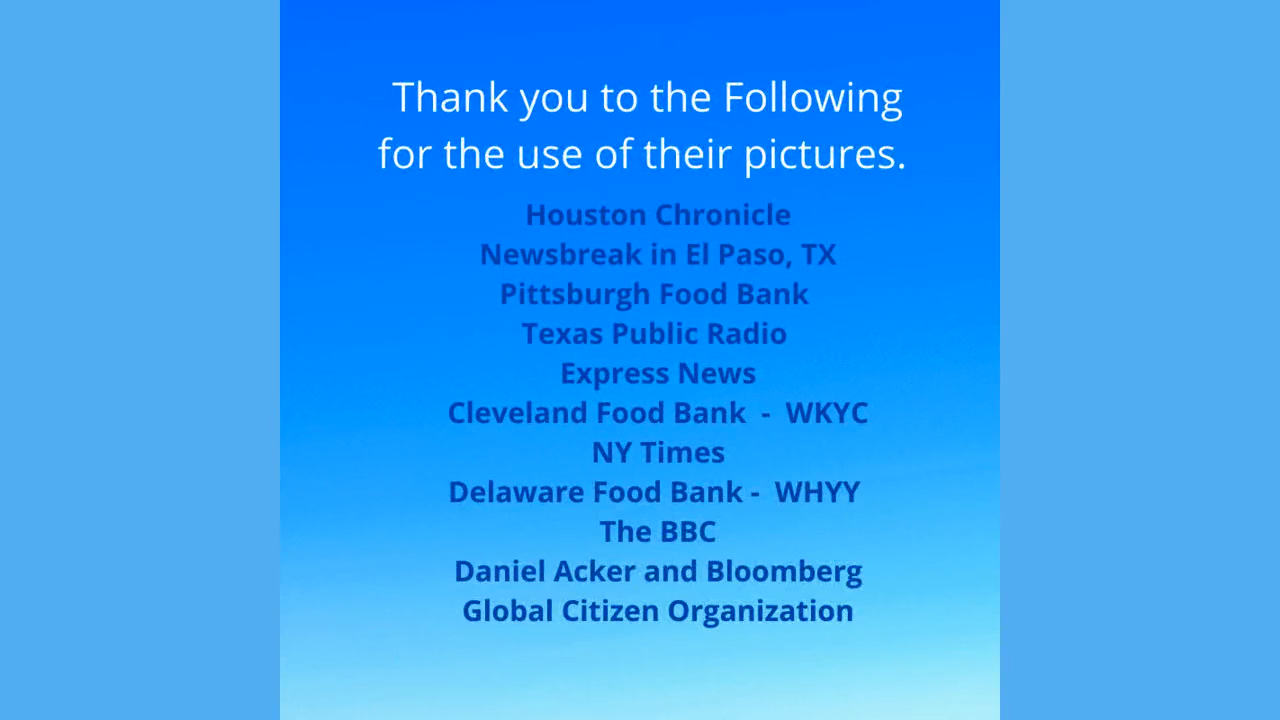 Thank you to the Following
for the use of their pictures.
Houston Chronicle
Newsbreak in El Paso, TX
Pittsburgh Food Bank
Texas Public Radio
Express News
Cleveland Food Bank - WKYC
NY Times
Delaware Food Bank - WHYY
The BBC
Daniel Acker and Bloomberg
Global Citizen Organization